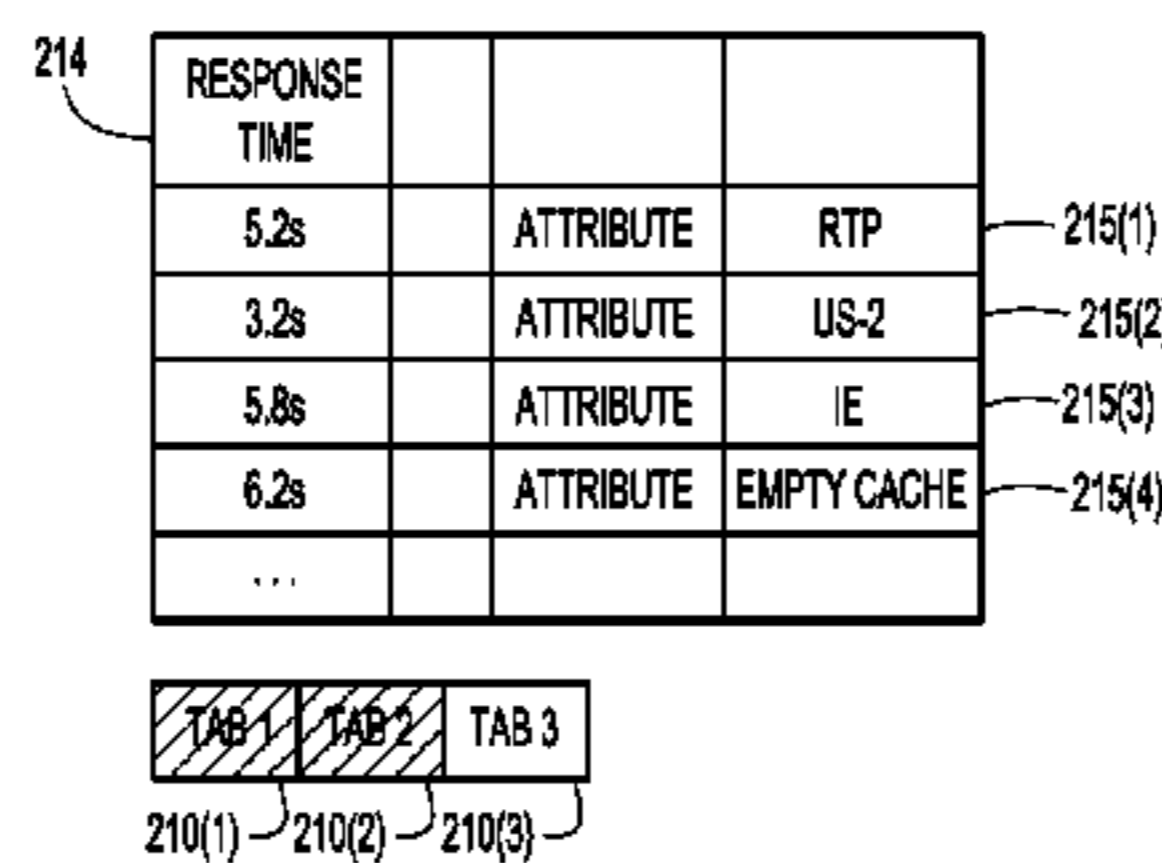 214
RESPONSE
TIME
5.2s ATTRIBUTE RTP 215(1)
3.2s ATTRIBUTE US-2 215(2)
5.8s ATTRIBUTE IE 215(3)
6.2s ATTRIBUTE EMPTY CACHE 215(4)
...
TAB 1 TAB 2 TAB 3
210(1) 210(2) 210(3)